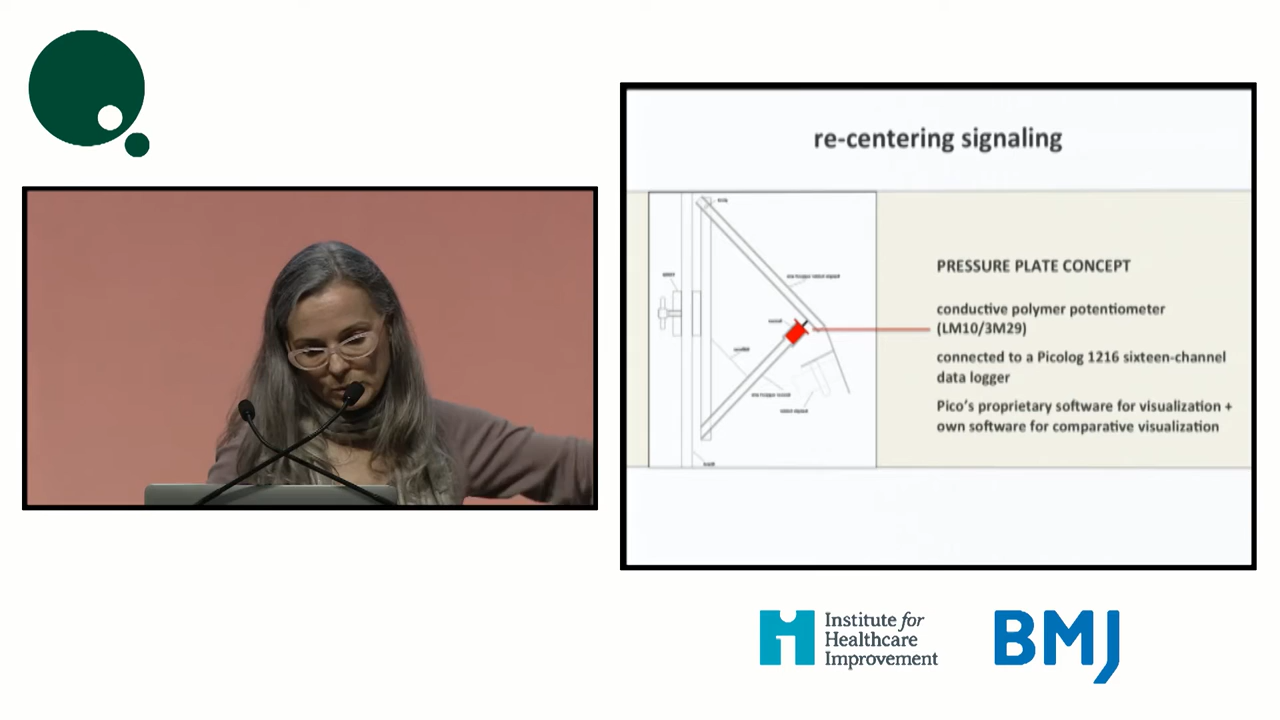 re-centering signaling
PRESSURE PLATE CONCEPT
conductive polymer potentiometer
(LM10/3M29)
connected to a Picolog 1216 sixteen-channel
data logger
Pico's proprietary software for visualization +
own software for comparative visualization
Institute for
Healthcare
Improvement
BMJ